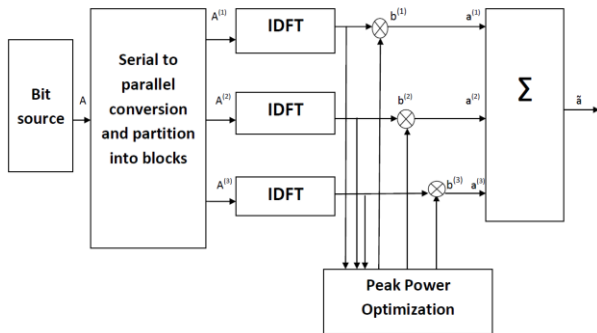 Bit
source
A
Serial to
parallel
conversion
and partition
into blocks
A(1)
IDFT
b(1)
a(1)
A(2)
IDFT
b(2)
a(2)
A(3)
IDFT
b(3)
a(3)
Σ
ã
Peak Power
Optimization